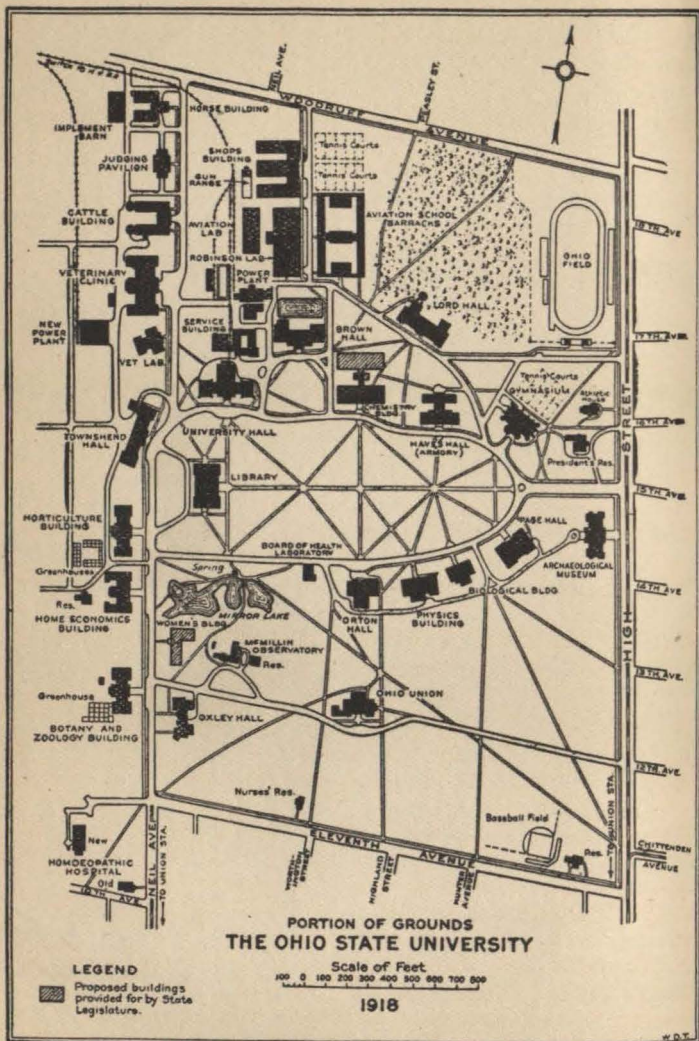 NEIL AVE.
WOODRUFF
AVENUE
HORSE BUILDING
IMPLEMENT
BARN
JUDGING
PAVILION
SHOPS
BUILDING
GUN
RANGE
Tennis Courts
Tennis Courts
CATTLE
BUILDING
AVIATION
LAB
AVIATION SCHOOL
BARRACKS
18TH AVE
OHIO
FIELD
ROBINSON LAB
VETERINARY
CLINIC
POWER
PLANT
LORD HALL
NEW
POWER
PLANT
SERVICE
BUILDING
BROWN
HALL
17TH AVE.
VET LAB.
Tennis Courts
GYMNASIUM
CHEMISTRY
BLDG
TOWNSHEND
HALL
UNIVERSITY HALL
HAYES HALL
(ARMORY)
16TH AVE
President's Res.
LIBRARY
15TH AVE
STREET
HORTICULTURE
BUILDING
Greenhouses
BOARD OF HEALTH
LABORATORY
PAGE HALL
ARCHAEOLOGICAL
MUSEUM
Spring
MIRROR LAKE
BIOLOGICAL BLDG.
14TH AVE
Res.
HOME ECONOMICS
BUILDING
WOMEN'S BLDG
ORTON
HALL
PHYSICS
BUILDING
MCMILLIN
OBSERVATORY
Res.
HIGH
13TH AVE.
Greenhouse
OHIO UNION
BOTANY AND
ZOOLOGY BUILDING
OXLEY HALL
12TH AVE.
Nurses' Res.
Baseball Field
TO UNION STA.
New
HOMOEOPATHIC
HOSPITAL
Old
10TH AVE
NEIL AVE
TO UNION STA.
ELEVENTH AVENUE
Res.
CHITTENDEN
AVENUE
WORTH-
INGTON
STREET
HIGHLAND
STREET
HUNTER
AVENUE
PORTION OF GROUNDS
THE OHIO STATE UNIVERSITY
LEGEND
Proposed buildings
provided for by State
Legislature.
Scale of Feet
100 0 100 200 300 400 500 600 700 800
1918
W.D.T.